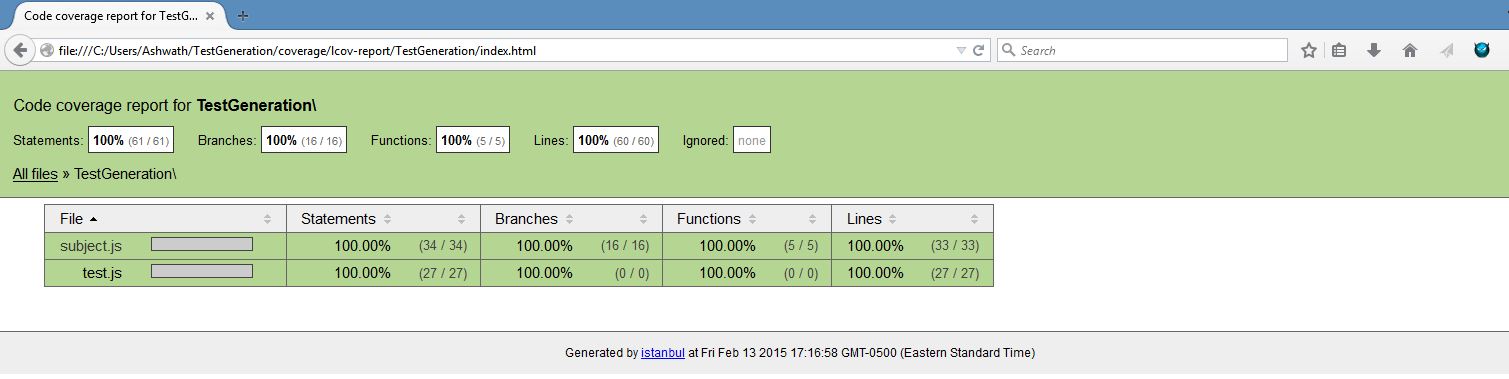 Code coverage report for TestG...
file:///C:/Users/Ashwath/TestGeneration/coverage/lcov-report/TestGeneration/index.html Search
Code coverage report for TestGeneration\
Statements: 100% (61 / 61) Branches: 100% (16 / 16) Functions: 100% (5 / 5) Lines: 100% (60 / 60) Ignored: none
All files » TestGeneration\
File Statements Branches Functions Lines
subject.js 100.00% (34 / 34) 100.00% (16 / 16) 100.00% (5 / 5) 100.00% (33 / 33)
test.js 100.00% (27 / 27) 100.00% (0 / 0) 100.00% (0 / 0) 100.00% (27 / 27)
Generated by istanbul at Fri Feb 13 2015 17:16:58 GMT-0500 (Eastern Standard Time)